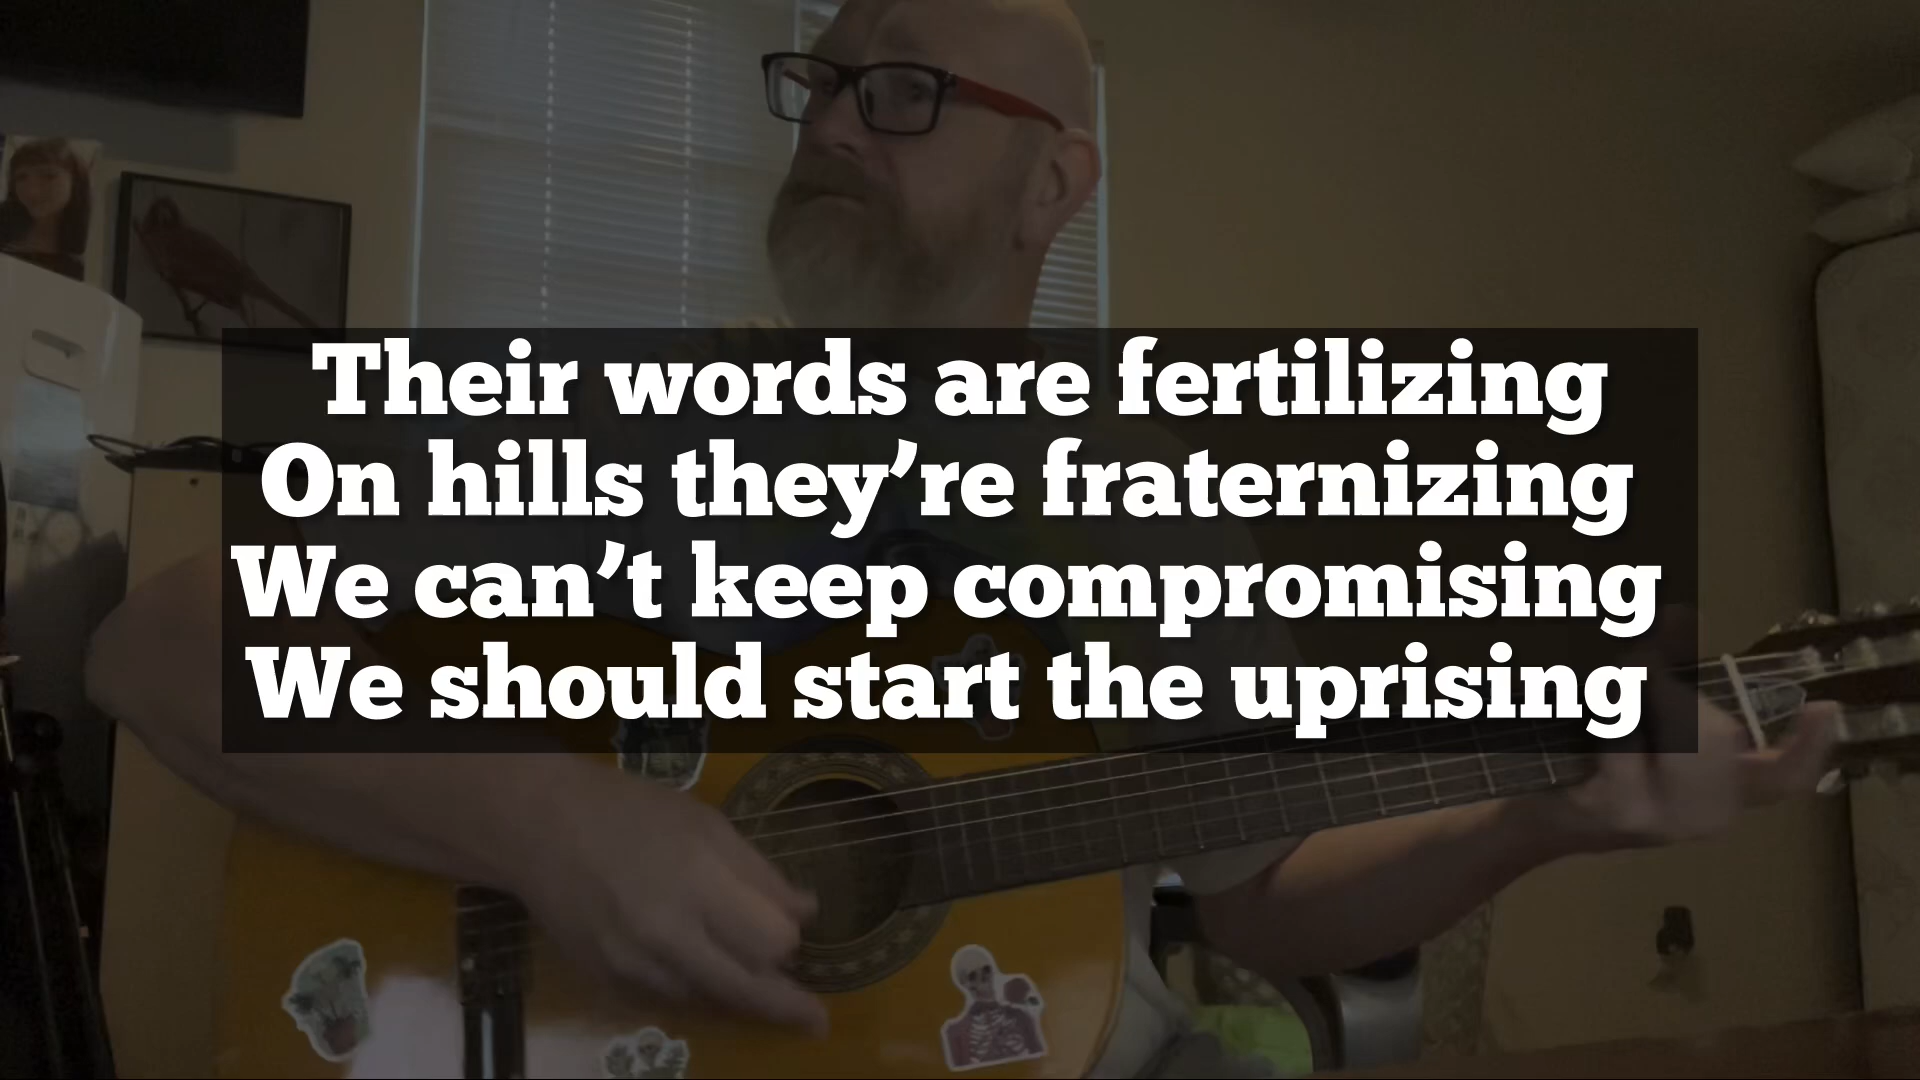 Their words are fertilizing
On hills they’re fraternizing
We can’t keep compromising
We should start the uprising